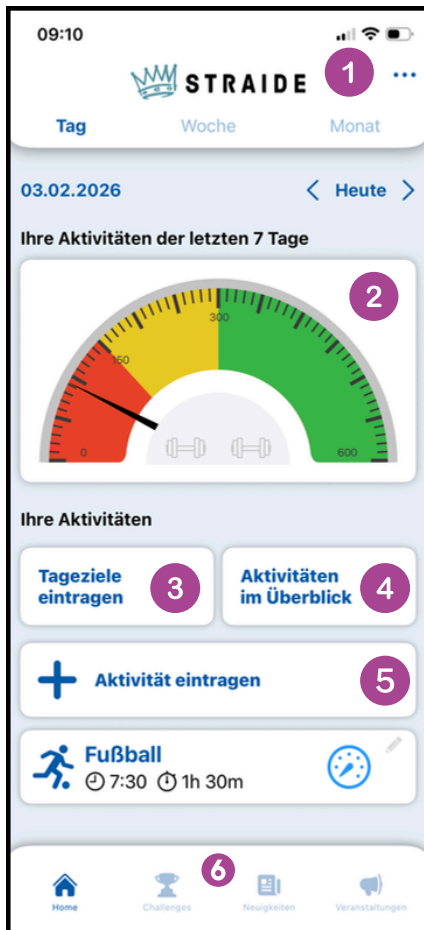 09:10
STRAIDE
1
...
Tag Woche Monat
03.02.2026
< Heute >
Ihre Aktivitäten der letzten 7 Tage
2
300
150
0
600
Ihre Aktivitäten
Tageziele
eintragen
3
Aktivitäten
im Überblick
4
+ Aktivität eintragen
5
Fußball
7:30 1h 30m
6
Home Challenges Neuigkeiten Veranstaltungen